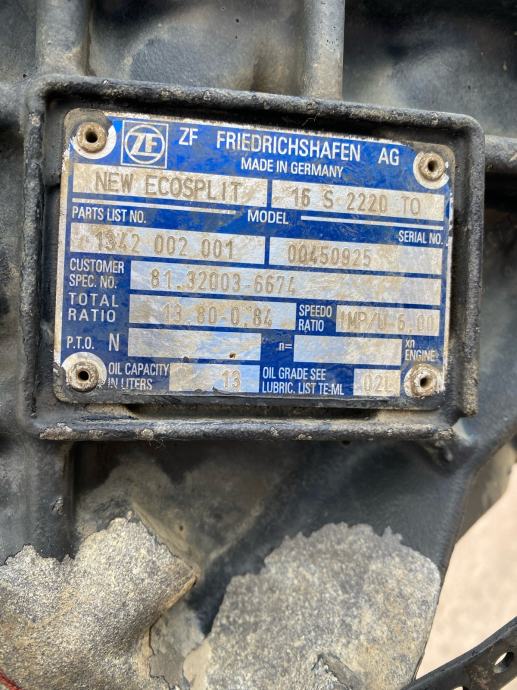 ZF ZF FRIEDRICHSHAFEN AG
MADE IN GERMANY
NEW ECOSPLIT 16 S 2220 TO
PARTS LIST NO. MODEL SERIAL NO.
1342 002 001 00450925
CUSTOMER SPEC. NO. 81.32003-6674
TOTAL RATIO 13 80-0,84 SPEEDO RATIO IMP/U-6,00
P.T.O. N n= xn ENGINE
OIL CAPACITY IN LITERS 13 OIL GRADE SEE LUBRIC. LIST TE-ML 02L